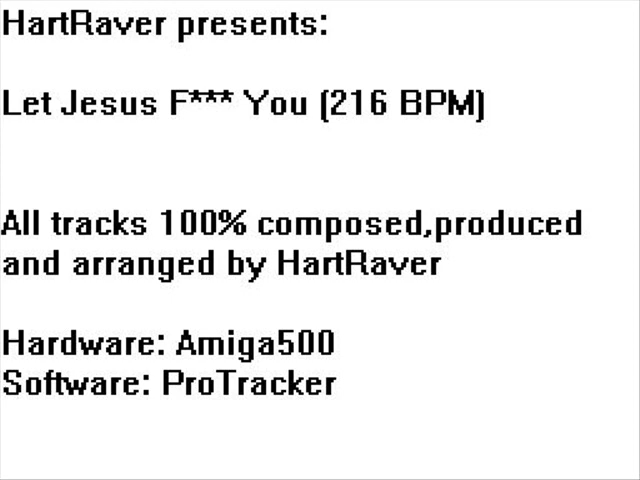 HartRaver presents:
Let Jesus F*** You (216 BPM)
All tracks 100% composed,produced
and arranged by HartRaver
Hardware: Amiga500
Software: ProTracker